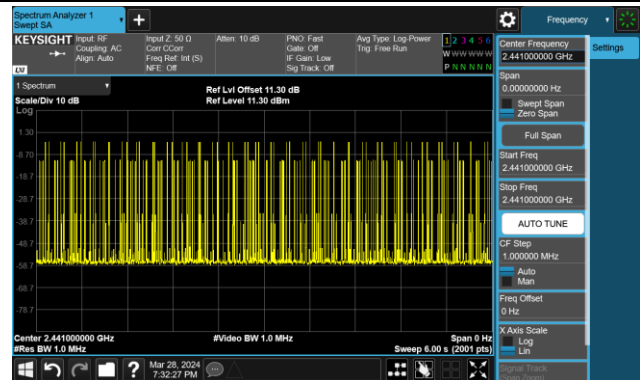 Spectrum Analyzer 1
Swept SA
Frequency
KEYSIGHT
Input: RF
Coupling: AC
Align: Auto
Input Z: 50 Ω
Corr CCorr
Freq Ref: Int (S)
NFE: Off
Atten: 10 dB
PNO: Fast
Gate: Off
IF Gain: Low
Sig Track: Off
Avg Type: Log-Power
Trig: Free Run
1 2 3 4 5 6
W W W W W W
P N N N N N
LXI
1 Spectrum
Scale/Div 10 dB
Ref Lvl Offset 11.30 dB
Ref Level 11.30 dBm
Log
1.30
-8.70
-18.7
-28.7
-38.7
-48.7
-58.7
-68.7
-78.7
Center 2.441000000 GHz
#Video BW 1.0 MHz
Span 0 Hz
#Res BW 1.0 MHz
Sweep 6.00 s (2001 pts)
Mar 28, 2024
7:32:27 PM
Center Frequency
2.441000000 GHz
Settings
Span
0.00000000 Hz
Swept Span
Zero Span
Full Span
Start Freq
2.441000000 GHz
Stop Freq
2.441000000 GHz
AUTO TUNE
CF Step
1.000000 MHz
Auto
Man
Freq Offset
0 Hz
X Axis Scale
Log
Lin
Signal Track
(Span Zoom)